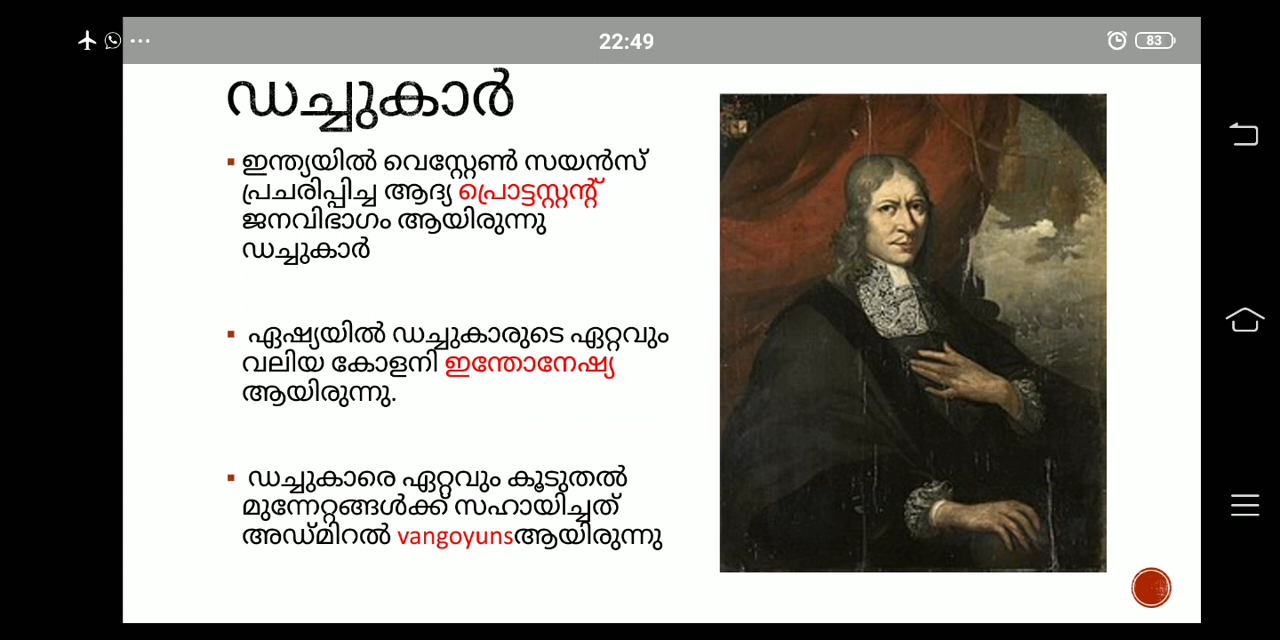 22:49
83
ഡച്ചുകാർ
ഇന്ത്യയിൽ വെസ്റ്റേൺ സയൻസ്
പ്രചരിപ്പിച്ച ആദ്യ പ്രൊട്ടസ്റ്റന്റ്
ജനവിഭാഗം ആയിരുന്നു
ഡച്ചുകാർ
ഏഷ്യയിൽ ഡച്ചുകാരുടെ ഏറ്റവും
വലിയ കോളനി ഇന്തോനേഷ്യ
ആയിരുന്നു.
ഡച്ചുകാരെ ഏറ്റവും കൂടുതൽ
മുന്നേറ്റങ്ങൾക്ക് സഹായിച്ചത്
അഡ്മിറൽ vangoyunsആയിരുന്നു